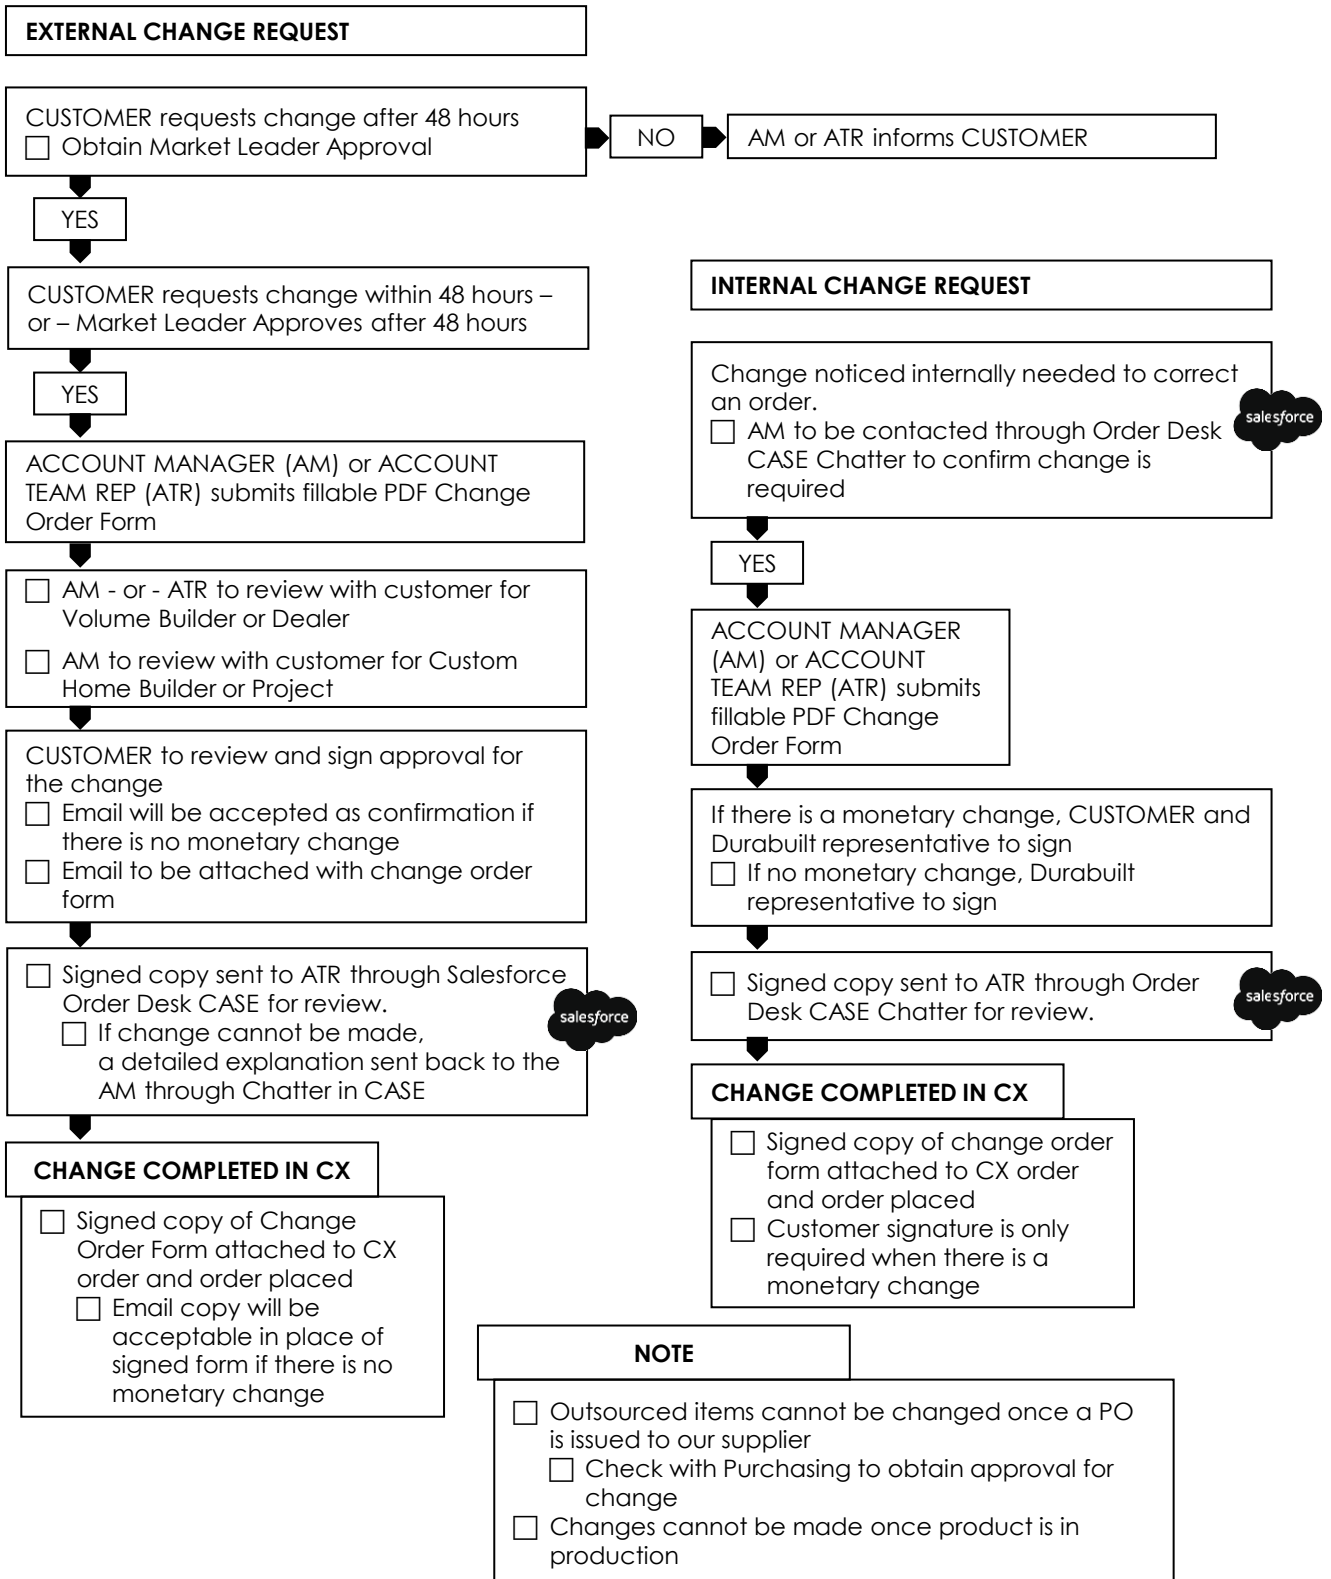 EXTERNAL CHANGE REQUEST
CUSTOMER requests change after 48 hours
Obtain Market Leader Approval
NO
AM or ATR informs CUSTOMER
YES
CUSTOMER requests change within 48 hours –
or – Market Leader Approves after 48 hours
YES
ACCOUNT MANAGER (AM) or ACCOUNT
TEAM REP (ATR) submits fillable PDF Change
Order Form
AM - or - ATR to review with customer for
Volume Builder or Dealer
AM to review with customer for Custom
Home Builder or Project
CUSTOMER to review and sign approval for
the change
Email will be accepted as confirmation if
there is no monetary change
Email to be attached with change order
form
Signed copy sent to ATR through Salesforce
Order Desk CASE for review.
salesforce
If change cannot be made,
a detailed explanation sent back to the
AM through Chatter in CASE
CHANGE COMPLETED IN CX
Signed copy of Change
Order Form attached to CX
order and order placed
Email copy will be
acceptable in place of
signed form if there is no
monetary change
INTERNAL CHANGE REQUEST
Change noticed internally needed to correct
an order.
salesforce
AM to be contacted through Order Desk
CASE Chatter to confirm change is
required
YES
ACCOUNT MANAGER
(AM) or ACCOUNT
TEAM REP (ATR) submits
fillable PDF Change
Order Form
If there is a monetary change, CUSTOMER and
Durabuilt representative to sign
If no monetary change, Durabuilt
representative to sign
Signed copy sent to ATR through Order
Desk CASE Chatter for review.
salesforce
CHANGE COMPLETED IN CX
Signed copy of change order
form attached to CX order
and order placed
Customer signature is only
required when there is a
monetary change
NOTE
Outsourced items cannot be changed once a PO
is issued to our supplier
Check with Purchasing to obtain approval for
change
Changes cannot be made once product is in
production